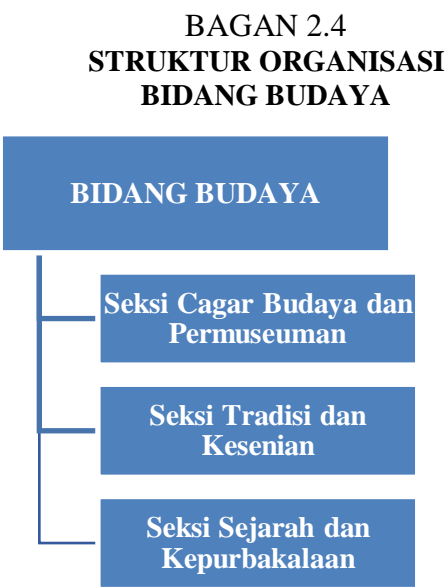 BAGAN 2.4
STRUKTUR ORGANISASI
BIDANG BUDAYA
BIDANG BUDAYA
Seksi Cagar Budaya dan
Permuseuman
Seksi Tradisi dan
Kesenian
Seksi Sejarah dan
Kepurbakalaan